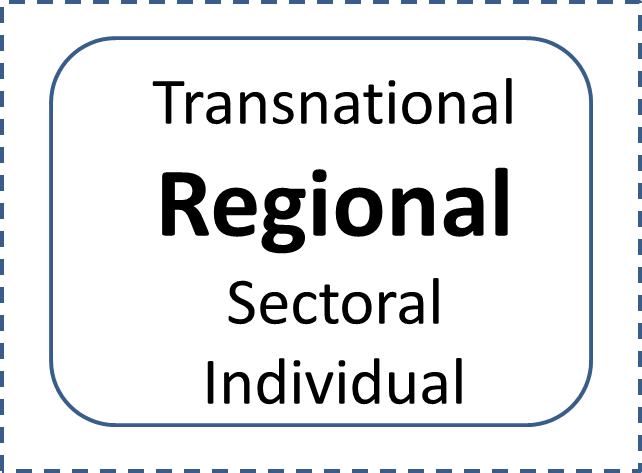 Transnational
Regional
Sectoral
Individual